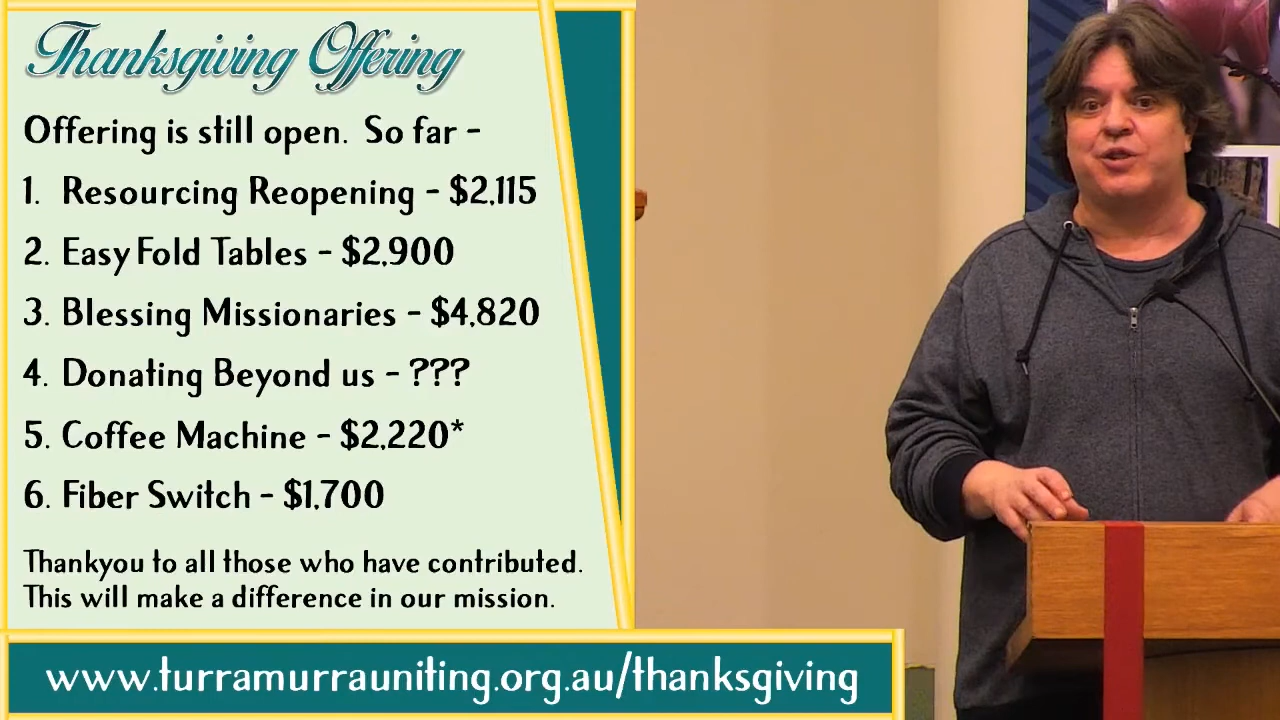 Thanksgiving Offering
Offering is still open. So far -
1. Resourcing Reopening - $2,115
2. Easy Fold Tables - $2,900
3. Blessing Missionaries - $4,820
4. Donating Beyond us - ???
5. Coffee Machine - $2,220*
6. Fiber Switch - $1,700
Thankyou to all those who have contributed.
This will make a difference in our mission.
www.turramurrauniting.org.au/thanksgiving